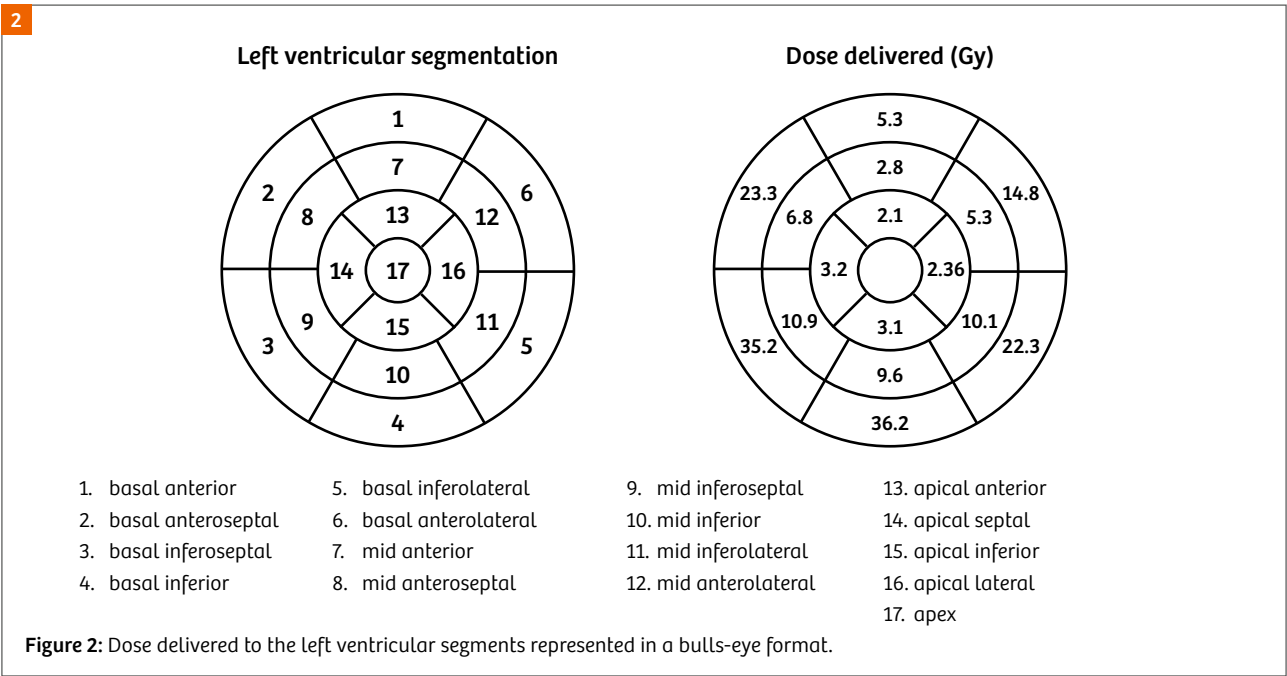 2
Left ventricular segmentation
1
7
2
6
8
13
12
14
17
16
9
15
11
3
5
10
4
Dose delivered (Gy)
5.3
2.8
23.3
14.8
6.8
2.1
5.3
3.2
2.36
10.9
3.1
10.1
35.2
22.3
9.6
36.2
1. basal anterior
2. basal anteroseptal
3. basal inferoseptal
4. basal inferior
5. basal inferolateral
6. basal anterolateral
7. mid anterior
8. mid anteroseptal
9. mid inferoseptal
10. mid inferior
11. mid inferolateral
12. mid anterolateral
13. apical anterior
14. apical septal
15. apical inferior
16. apical lateral
17. apex
Figure 2: Dose delivered to the left ventricular segments represented in a bulls-eye format.